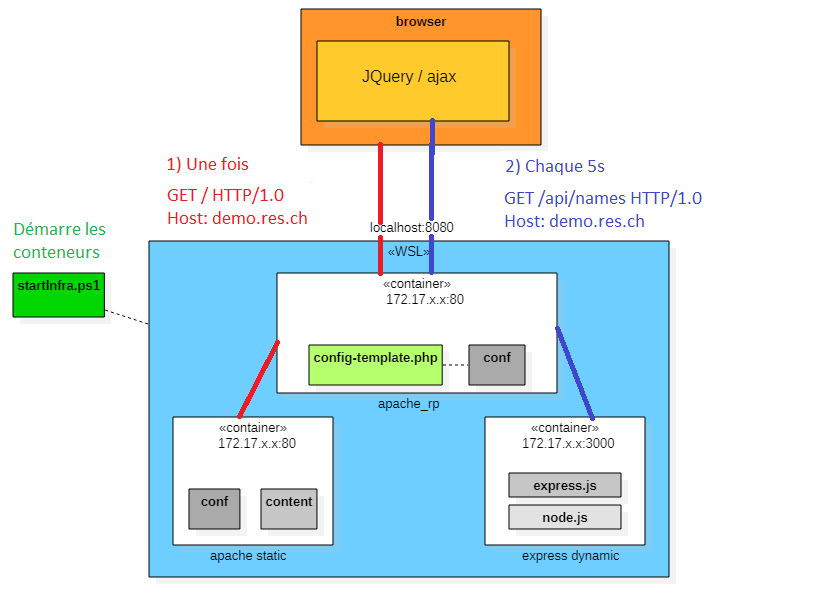 browser
JQuery / ajax
1) Une fois
GET / HTTP/1.0
Host: demo.res.ch
2) Chaque 5s
GET /api/names HTTP/1.0
Host: demo.res.ch
Démarre les
conteneurs
startInfra.ps1
localhost:8080
«WSL»
«container»
172.17.x.x:80
config-template.php
conf
apache_rp
«container»
172.17.x.x:80
conf
content
apache static
«container»
172.17.x.x:3000
express.js
node.js
express dynamic